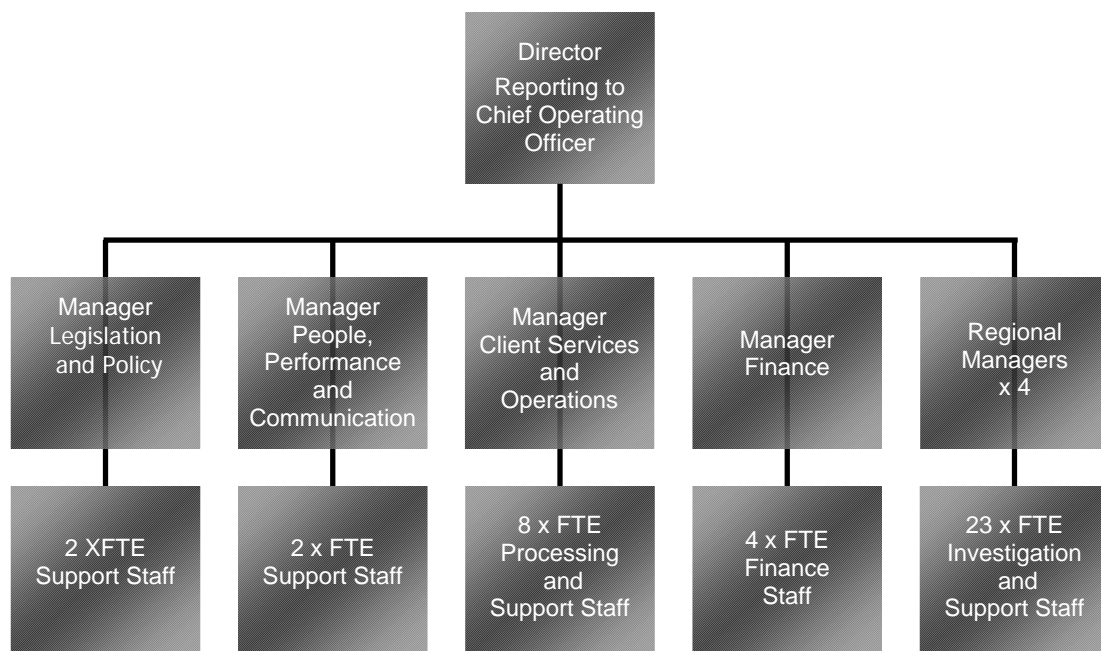 Director
Reporting to
Chief Operating
Officer
Manager
Legislation
and Policy
Manager
People,
Performance
and
Communication
Manager
Client Services
and
Operations
Manager
Finance
Regional
Managers
x 4
2 XFTE
Support Staff
2 x FTE
Support Staff
8 x FTE
Processing
and
Support Staff
4 x FTE
Finance
Staff
23 x FTE
Investigation
and
Support Staff